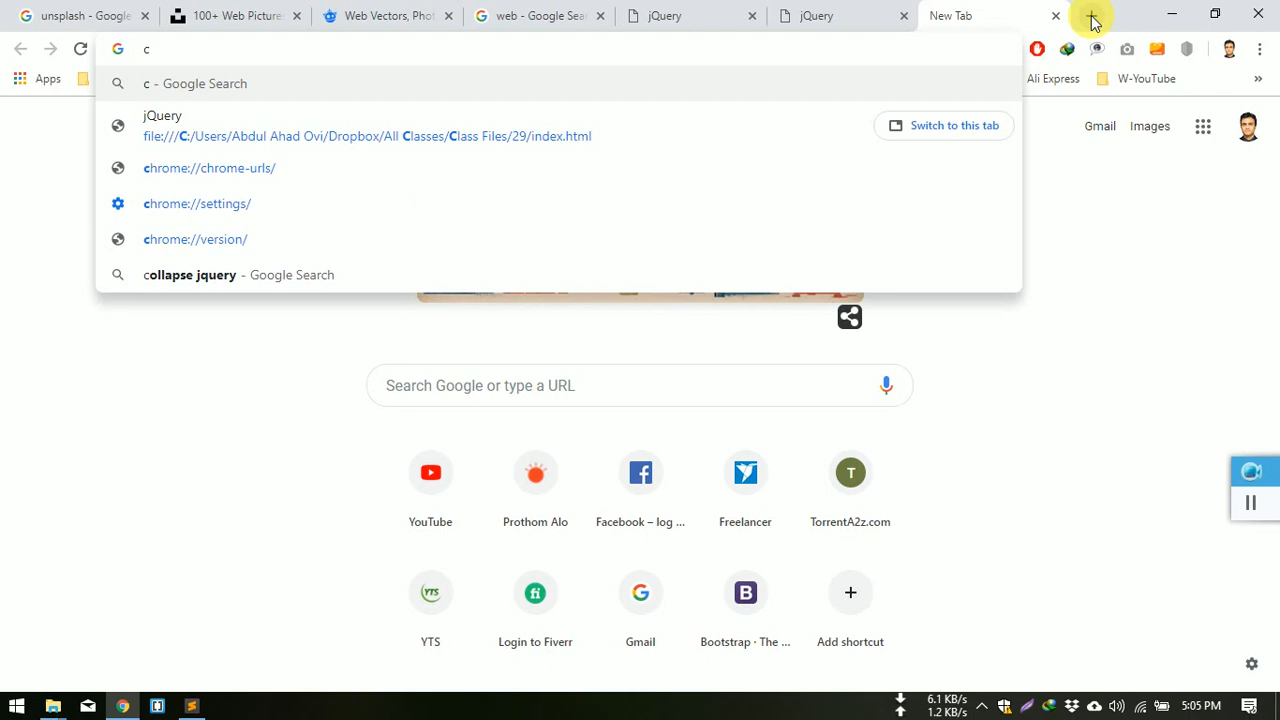 unsplash - Google
100+ Web Picture
Web Vectors, Phot
web - Google Sear
jQuery
jQuery
New Tab
c
Apps
Ali Express
W-YouTube
c - Google Search
jQuery
file:///C:/Users/Abdul Ahad Ovi/Dropbox/All Classes/Class Files/29/index.html
Switch to this tab
chrome://chrome-urls/
chrome://settings/
chrome://version/
collapse jquery - Google Search
Gmail
Images
Search Google or type a URL
YouTube
Prothom Alo
Facebook – log ...
Freelancer
T
TorrentA2z.com
YTS
YTS
fi
Login to Fiverr
Gmail
B
Bootstrap · The ...
Add shortcut
6.1 KB/s
1.2 KB/s
5:05 PM